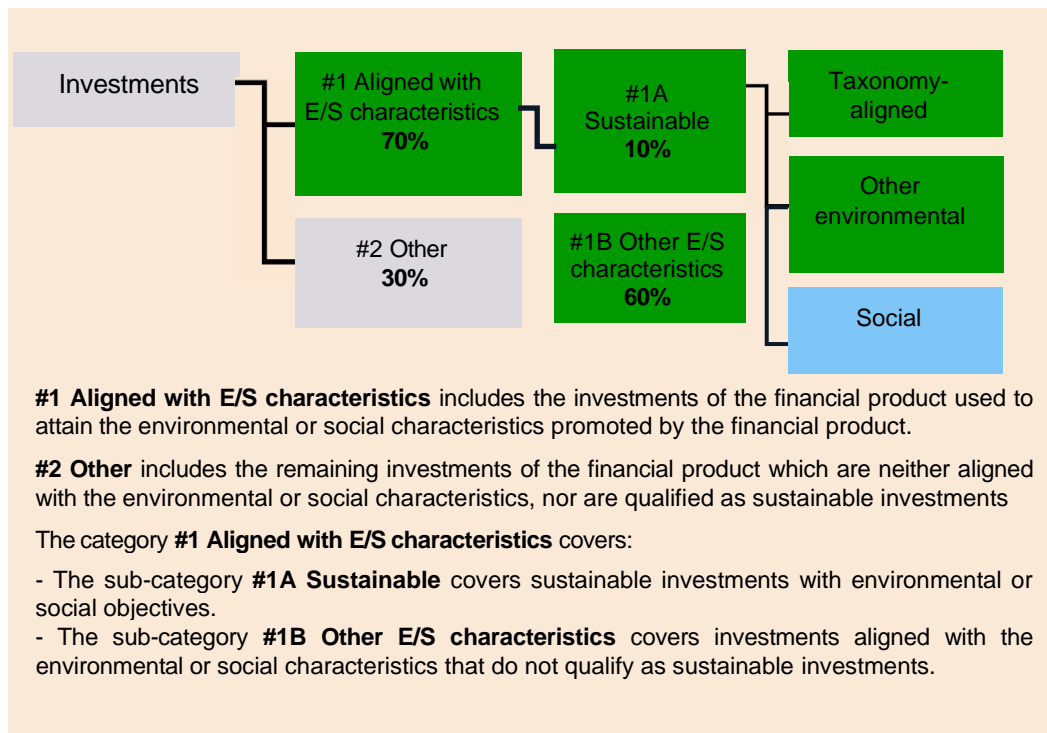 Investments
#1 Aligned with
E/S characteristics
70%
#2 Other
30%
#1A
Sustainable
10%
#1B Other E/S
characteristics
60%
Taxonomy-
aligned
Other
environmental
Social
#1 Aligned with E/S characteristics includes the investments of the financial product used to
attain the environmental or social characteristics promoted by the financial product.
#2 Other includes the remaining investments of the financial product which are neither aligned
with the environmental or social characteristics, nor are qualified as sustainable investments
The category #1 Aligned with E/S characteristics covers:
- The sub-category #1A Sustainable covers sustainable investments with environmental or
social objectives.
- The sub-category #1B Other E/S characteristics covers investments aligned with the
environmental or social characteristics that do not qualify as sustainable investments.